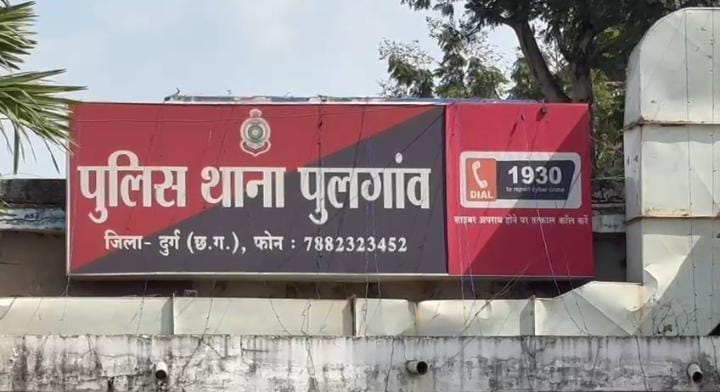 पुलिस थाना पुलगांव
जिला- दुर्ग (छ.ग.), फोन : 7882323452
DIAL
1930
to report cyber crime
साइबर अपराध होने पर तत्काल कॉल करें